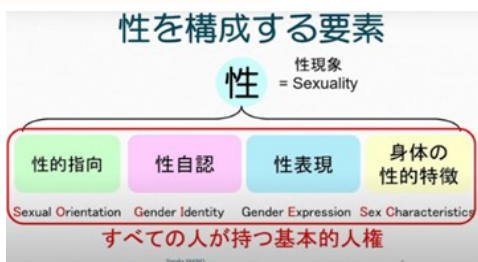 性を構成する要素
性
性現象
= Sexuality
性的指向
性自認
性表現
身体の
性的特徴
Sexual Orientation
Gender Identity
Gender Expression
Sex Characteristics
すべての人が持つ基本的人権